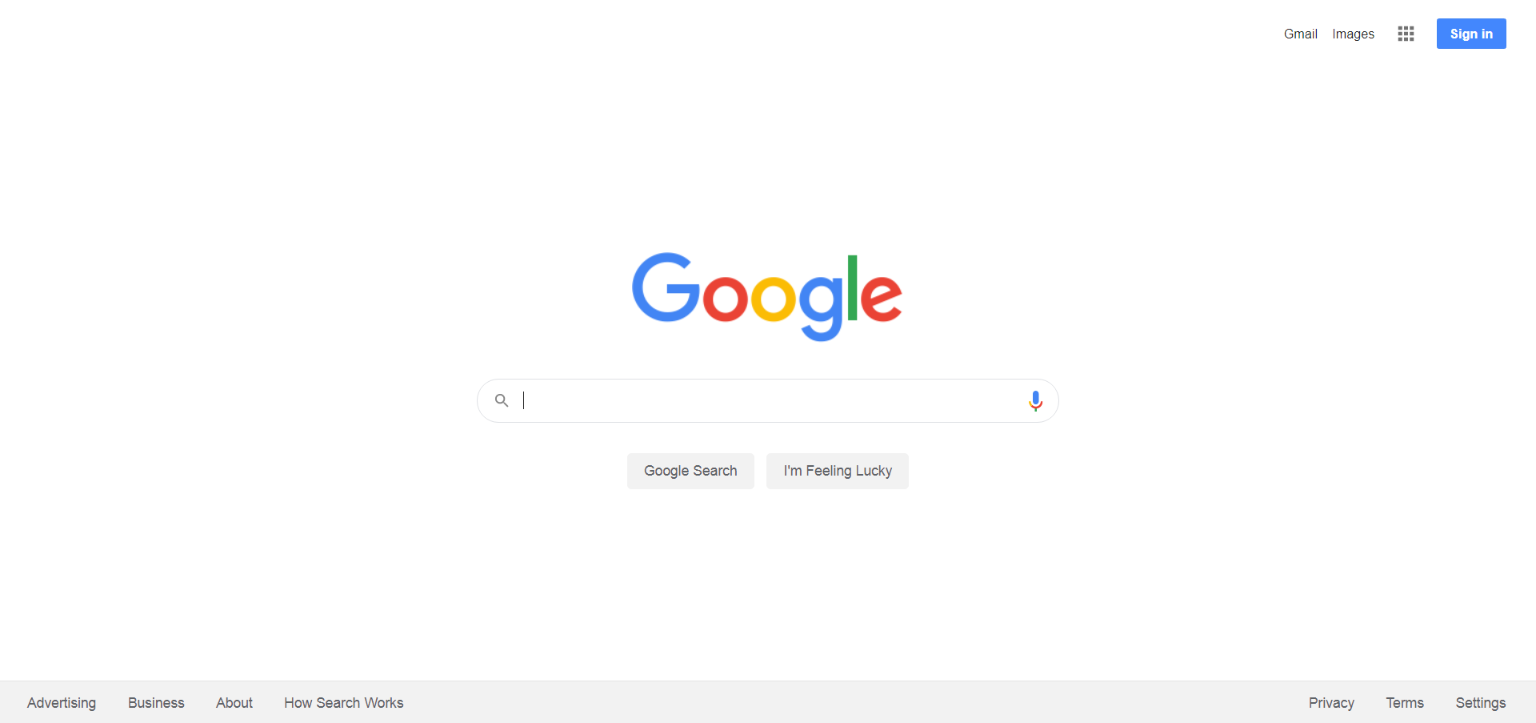 Gmail Images Sign in
Google
Google Search I'm Feeling Lucky
Advertising Business About How Search Works Privacy Terms Settings